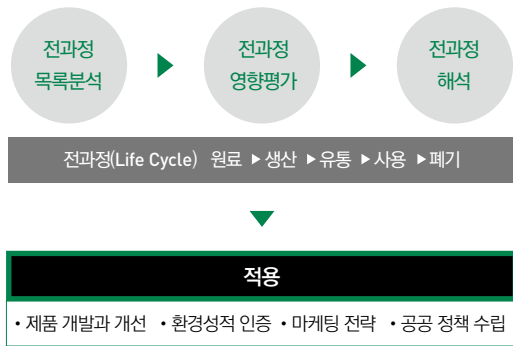 전과정
목록분석
전과정
영향평가
전과정
해석
전과정(Life Cycle) 원료 ▶ 생산 ▶ 유통 ▶ 사용 ▶ 폐기
적용
• 제품 개발과 개선 • 환경성적 인증 • 마케팅 전략 • 공공 정책 수립